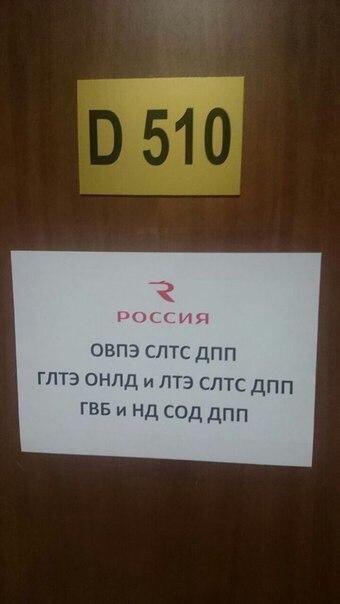 D 510
РОССИЯ
ОВПЭ СЛТС ДПП
ГЛТЭ ОНЛД и ЛТЭ СЛТС ДПП
ГВБ и НД СОД ДПП